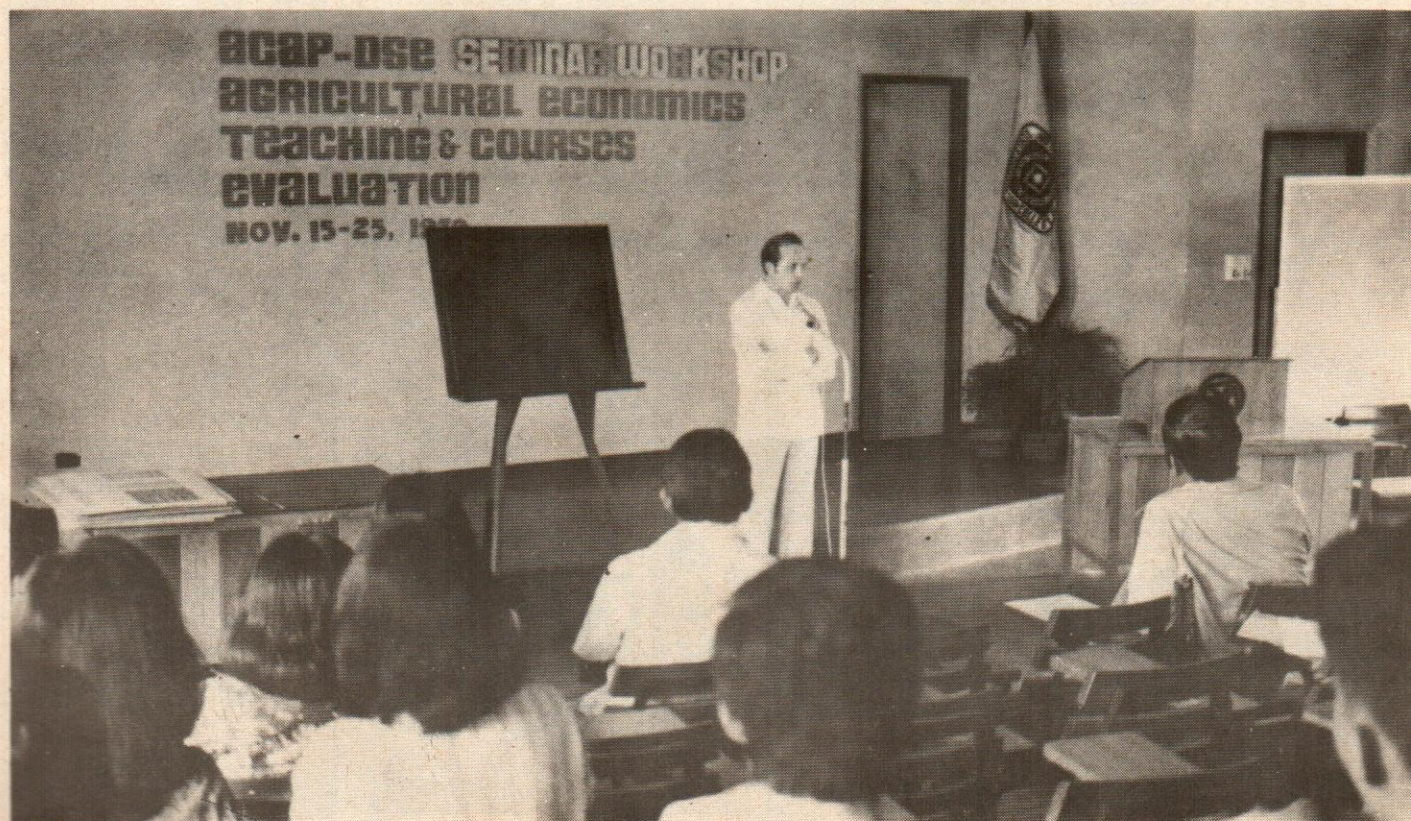 acap-DSe SEMINAR WORKSHOP
agricultural economics
Teaching & courses
evaluation
NOV. 15-25,